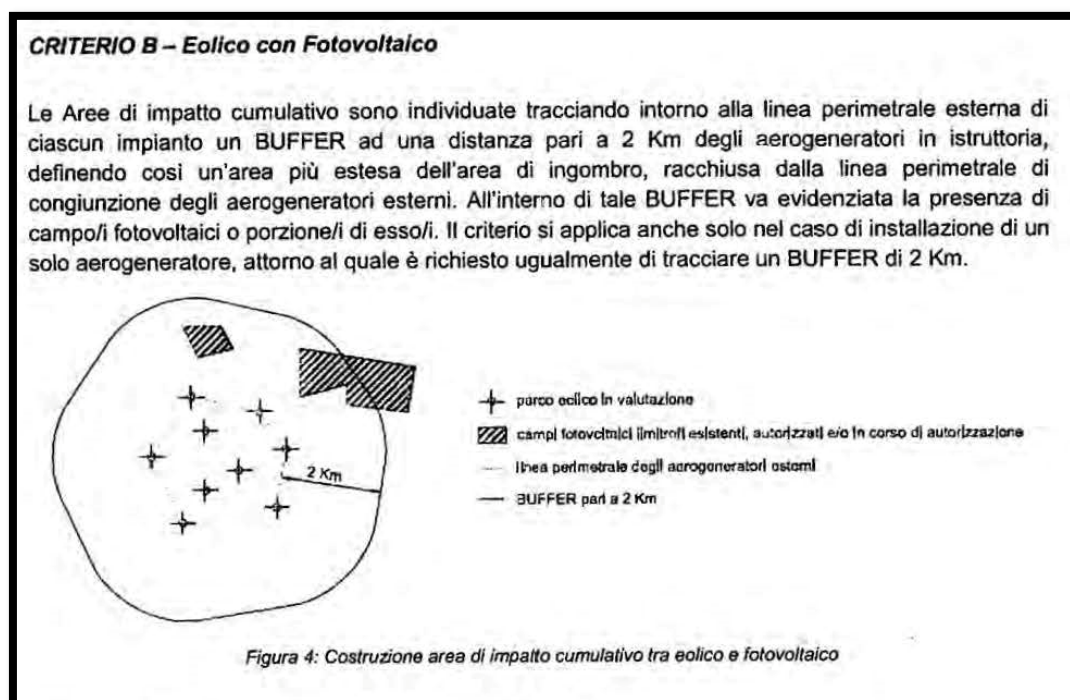 CRITERIO B – Eolico con Fotovoltaico
Le Aree di impatto cumulativo sono individuate tracciando intorno alla linea perimetrale esterna di
ciascun impianto un BUFFER ad una distanza pari a 2 Km degli aerogeneratori in istruttoria,
definendo cosi un'area più estesa dell'area di ingombro, racchiusa dalla linea perimetrale di
congiunzione degli aerogeneratori esterni. All'interno di tale BUFFER va evidenziata la presenza di
campo/i fotovoltaici o porzione/i di esso/i. Il criterio si applica anche solo nel caso di installazione di un
solo aerogeneratore, attorno al quale è richiesto ugualmente di tracciare un BUFFER di 2 Km.
2 Km
parco eolico in valutazione
campi fotovoltaici limitrofi esistenti, autorizzati e/o in corso di autorizzazione
linea perimetrale degli aerogeneratori esterni
BUFFER pari a 2 Km
Figura 4: Costruzione area di impatto cumulativo tra eolico e fotovoltaico